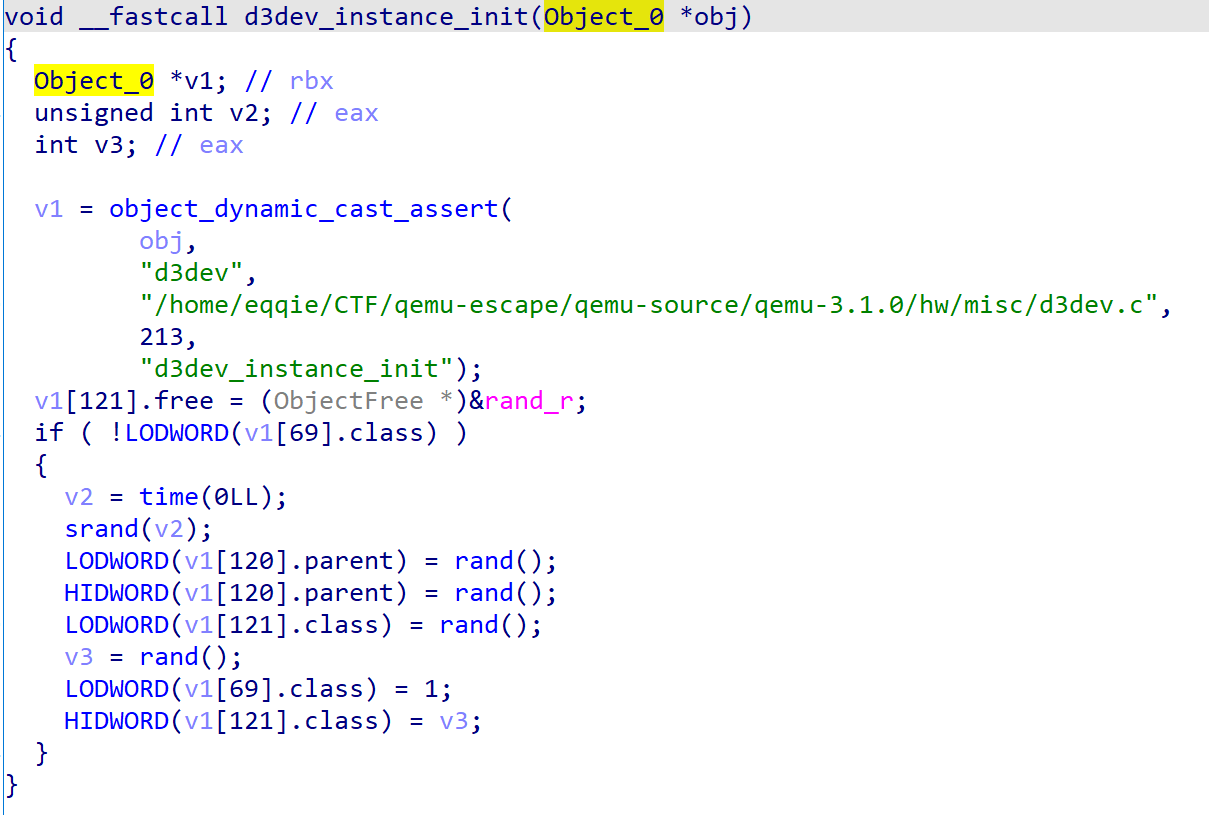 void __fastcall d3dev_instance_init(Object_0 *obj)
{
  Object_0 *v1; // rbx
  unsigned int v2; // eax
  int v3; // eax

  v1 = object_dynamic_cast_assert(
         obj,
         "d3dev",
         "/home/eqqie/CTF/qemu-escape/qemu-source/qemu-3.1.0/hw/misc/d3dev.c",
         213,
         "d3dev_instance_init");
  v1[121].free = (ObjectFree *)&rand_r;
  if ( !LODWORD(v1[69].class) )
  {
    v2 = time(0LL);
    srand(v2);
    LODWORD(v1[120].parent) = rand();
    HIDWORD(v1[120].parent) = rand();
    LODWORD(v1[121].class) = rand();
    v3 = rand();
    LODWORD(v1[69].class) = 1;
    HIDWORD(v1[121].class) = v3;
  }
}